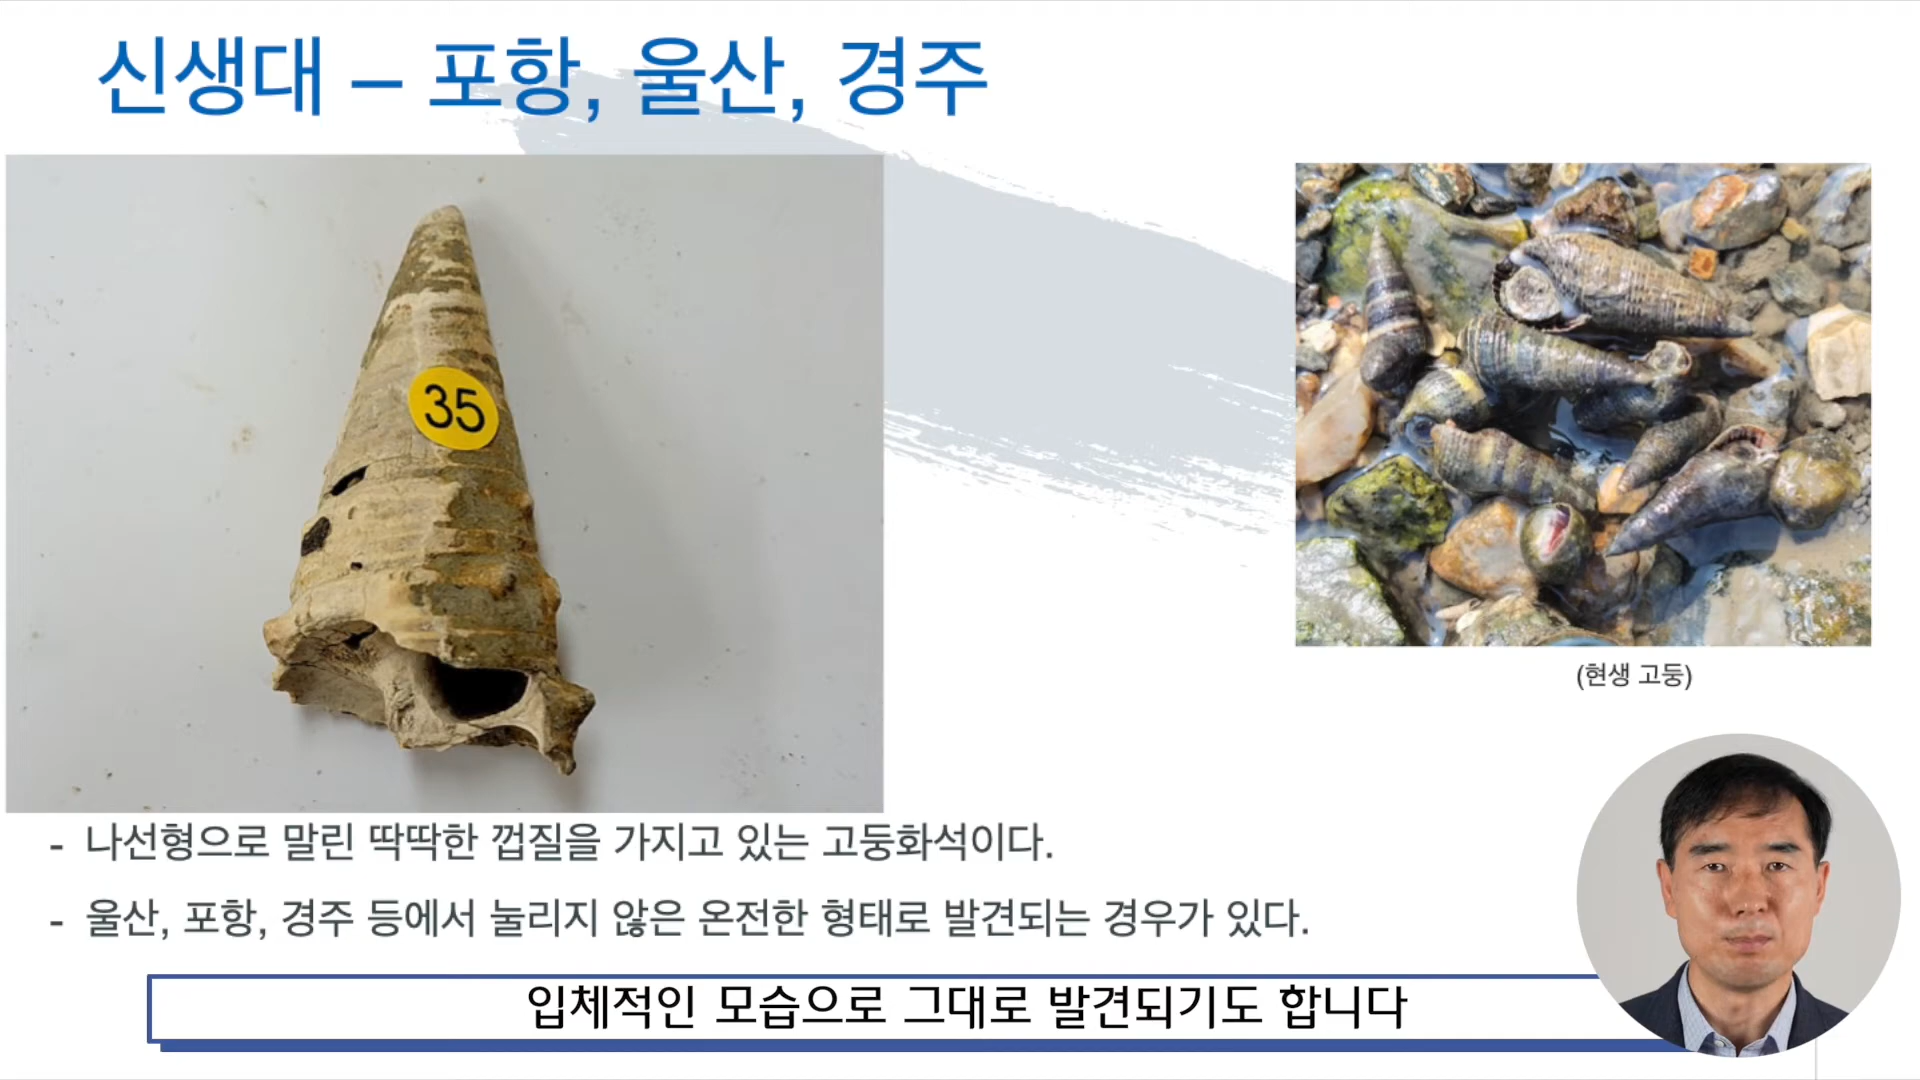 신생대 – 포항, 울산, 경주
35
(현생 고둥)
- 나선형으로 말린 딱딱한 껍질을 가지고 있는 고둥화석이다.
- 울산, 포항, 경주 등에서 눌리지 않은 온전한 형태로 발견되는 경우가 있다.
입체적인 모습으로 그대로 발견되기도 합니다